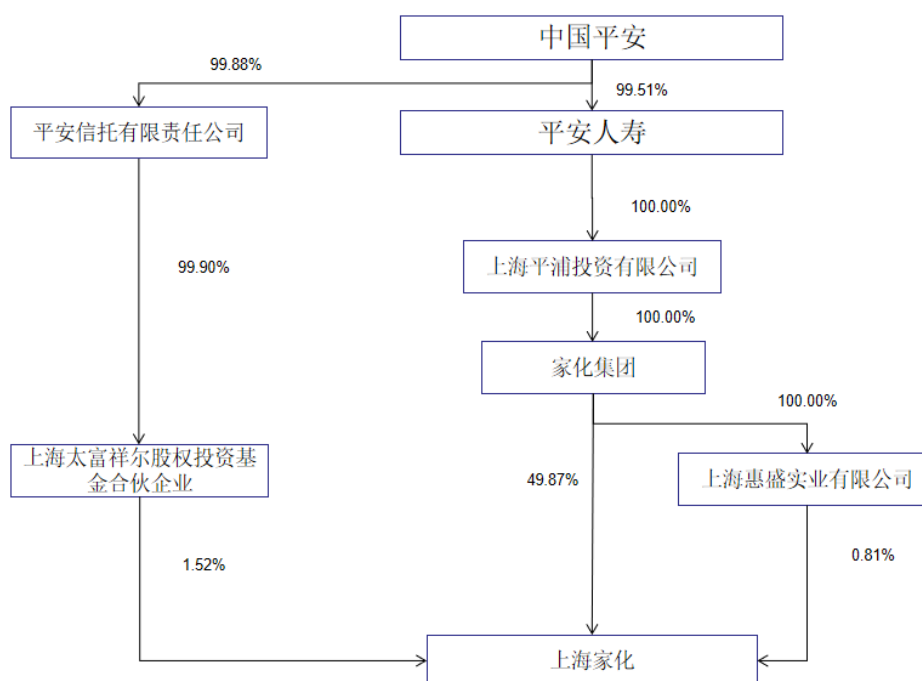 中国平安
99.88%
99.51%
平安信托有限责任公司
平安人寿
100.00%
上海平浦投资有限公司
99.90%
100.00%
家化集团
100.00%
上海太富祥尔股权投资基
金合伙企业
49.87%
上海惠盛实业有限公司
1.52%
0.81%
上海家化